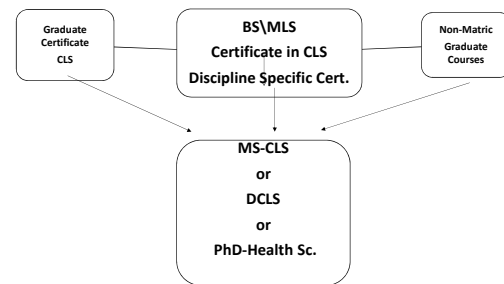 Graduate
Certificate
CLS
BS\MLS
Certificate in CLS
Discipline Specific Cert.
Non-Matric
Graduate
Courses
MS-CLS
or
DCLS
or
PhD-Health Sc.